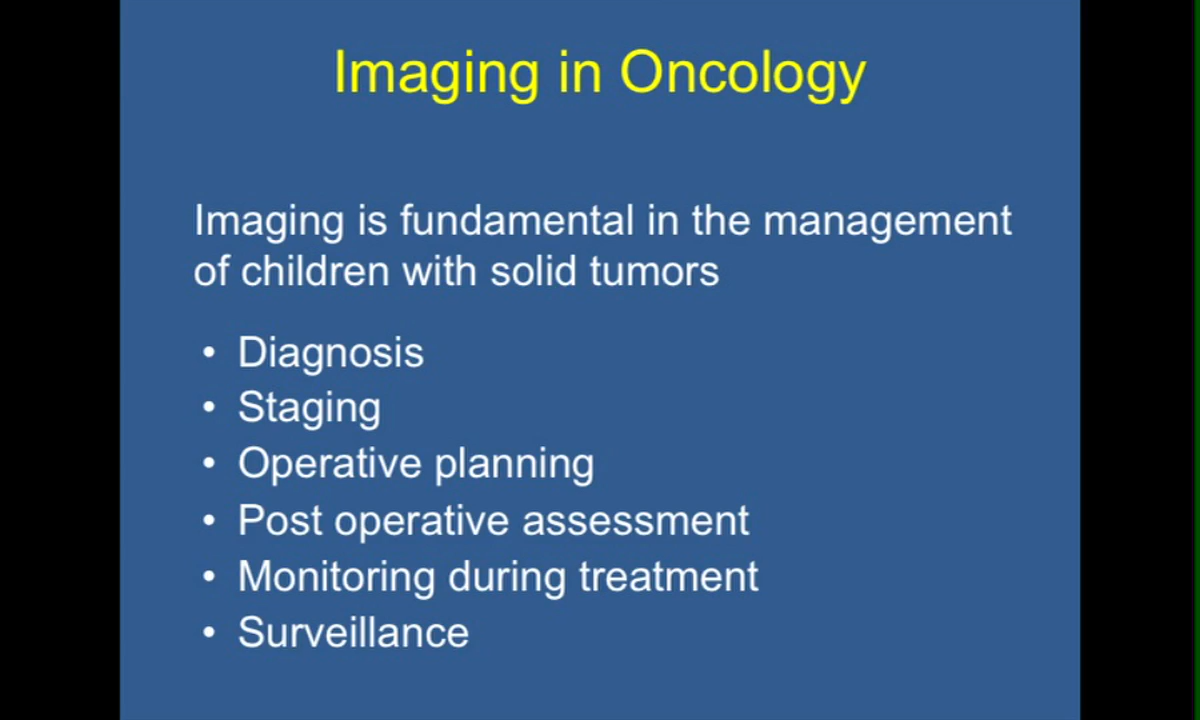 Imaging in Oncology
Imaging is fundamental in the management
of children with solid tumors
• Diagnosis
• Staging
• Operative planning
• Post operative assessment
• Monitoring during treatment
• Surveillance